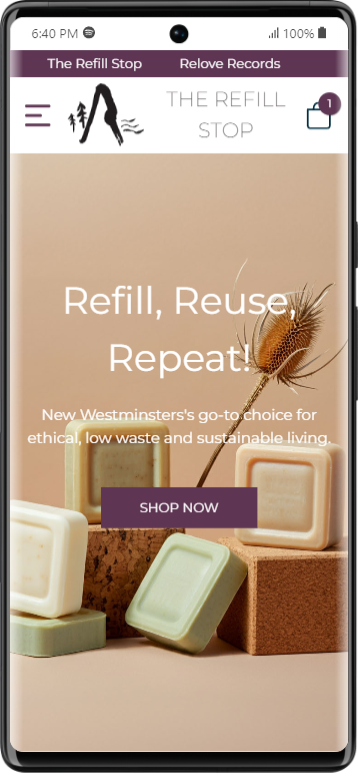 6:40 PM
100%
The Refill Stop
Relove Records
THE REFILL
STOP
1
Refill, Reuse,
Repeat!
New Westminsters's go-to choice for
ethical, low waste and sustainable living.
SHOP NOW